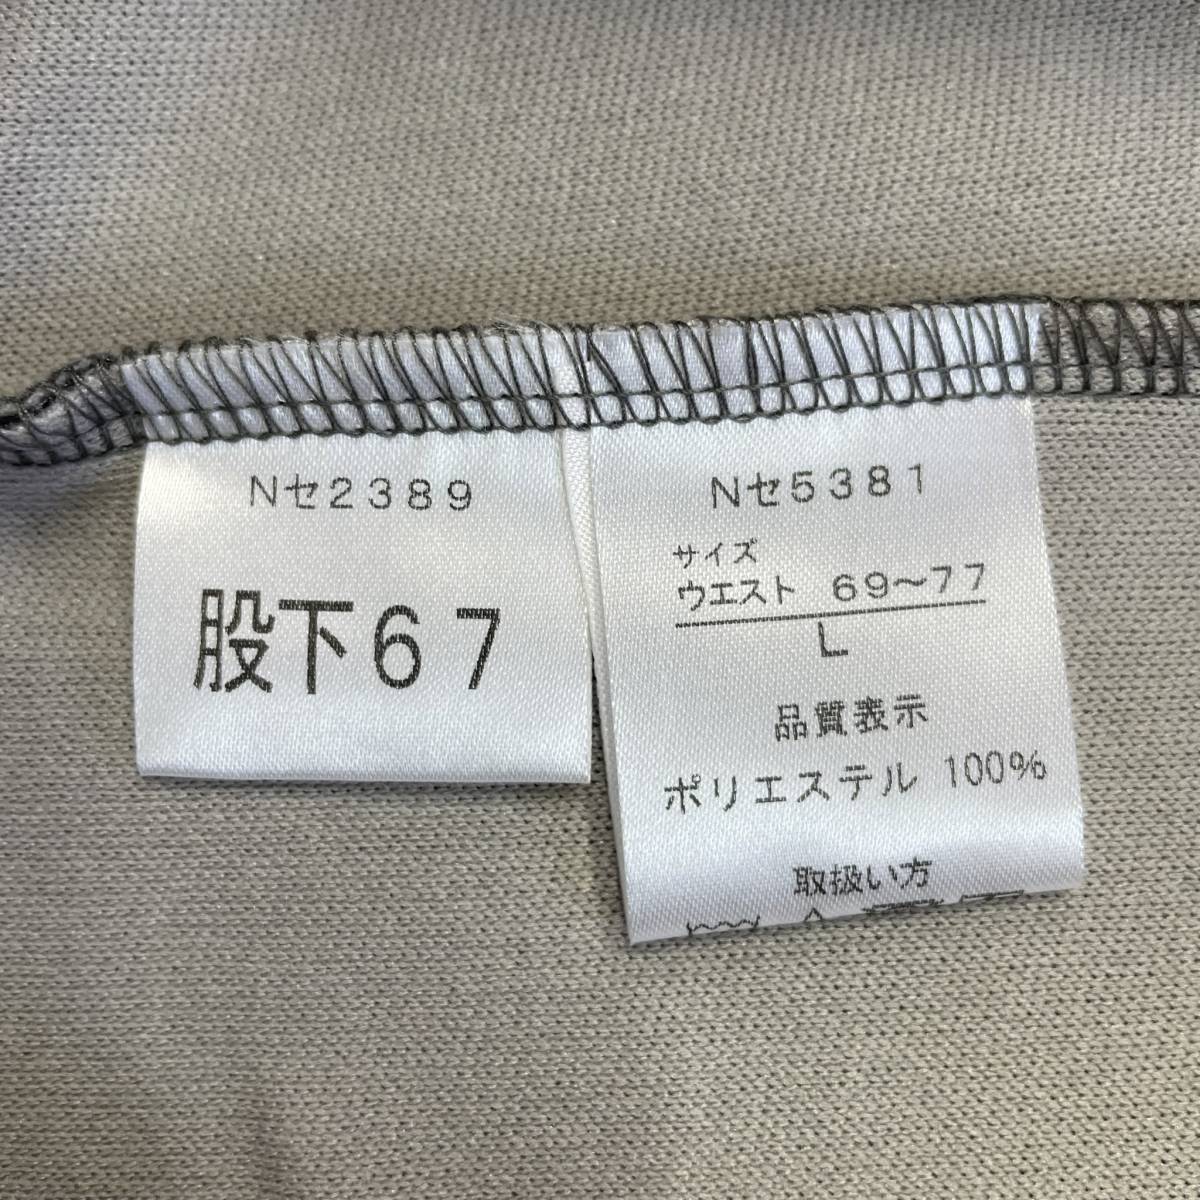 Nセ2389
股下67
Nセ5381
サイズ
ウエスト 69〜77
L
品質表示
ポリエステル 100%
取扱い方